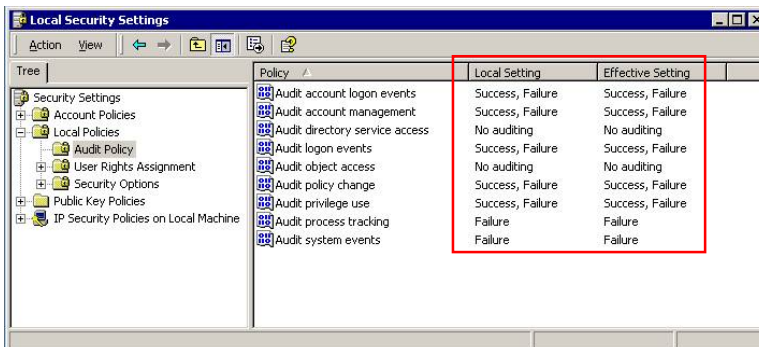 Local Security Settings
Action View
Tree
Security Settings
Account Policies
Local Policies
Audit Policy
User Rights Assignment
Security Options
Public Key Policies
IP Security Policies on Local Machine
Policy Local Setting Effective Setting
Audit account logon events Success, Failure Success, Failure
Audit account management Success, Failure Success, Failure
Audit directory service access No auditing No auditing
Audit logon events Success, Failure Success, Failure
Audit object access No auditing No auditing
Audit policy change Success, Failure Success, Failure
Audit privilege use Success, Failure Success, Failure
Audit process tracking Failure Failure
Audit system events Failure Failure